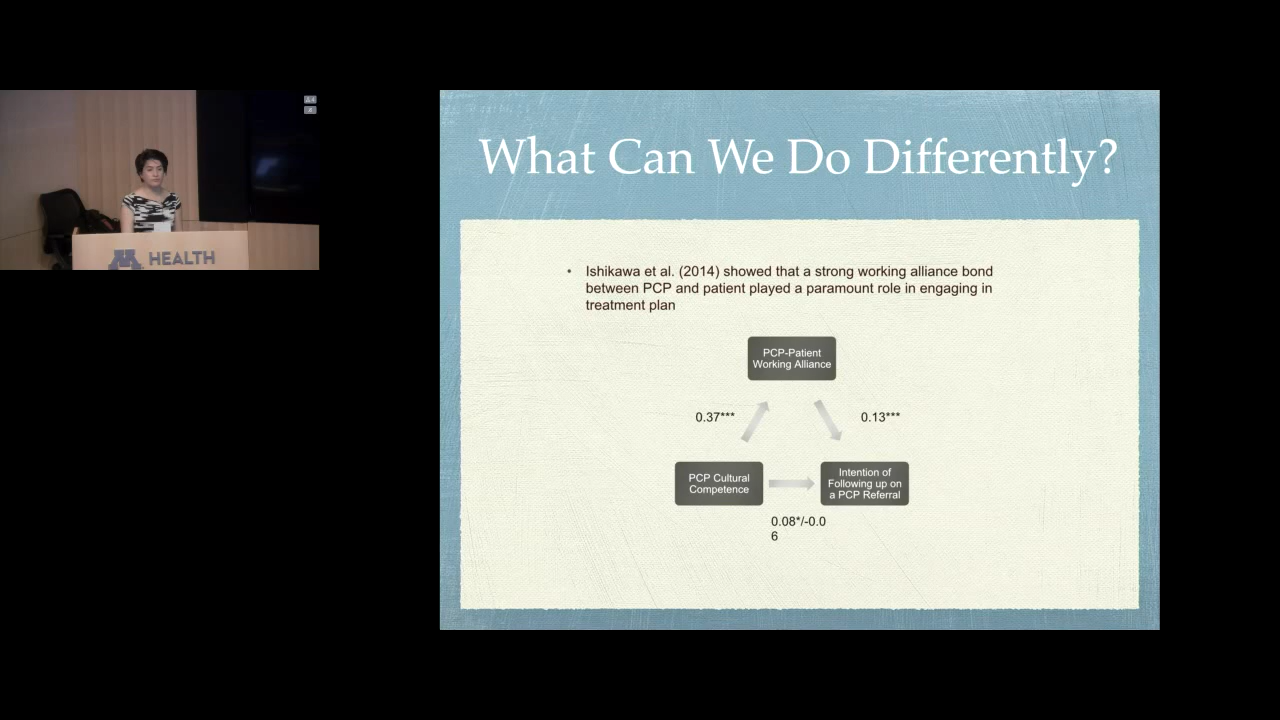 What Can We Do Differently?
• Ishikawa et al. (2014) showed that a strong working alliance bond
between PCP and patient played a paramount role in engaging in
treatment plan
PCP-Patient
Working Alliance
0.37***
0.13***
PCP Cultural
Competence
Intention of
Following up on
a PCP Referral
0.08*/-0.0
6
M HEALTH